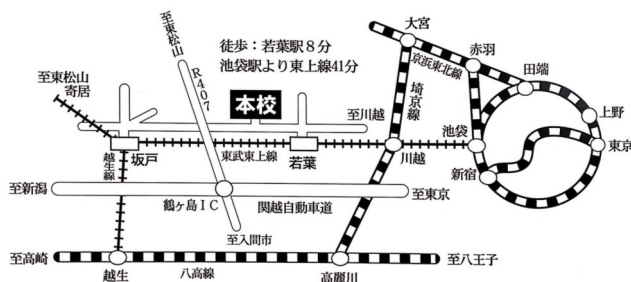 大宮
至東松山
徒歩：若葉駅８分
池袋駅より東上線41分
京浜東北線
赤羽
田端
至東松山
寄居
R407
本校
至川越
埼京線
池袋
上野
東京
越生線
坂戸
東武東上線
若葉
川越
新宿
至新潟
鶴ヶ島ＩＣ
関越自動車道
至東京
至入間市
至高崎
越生
八高線
高麗川
至八王子